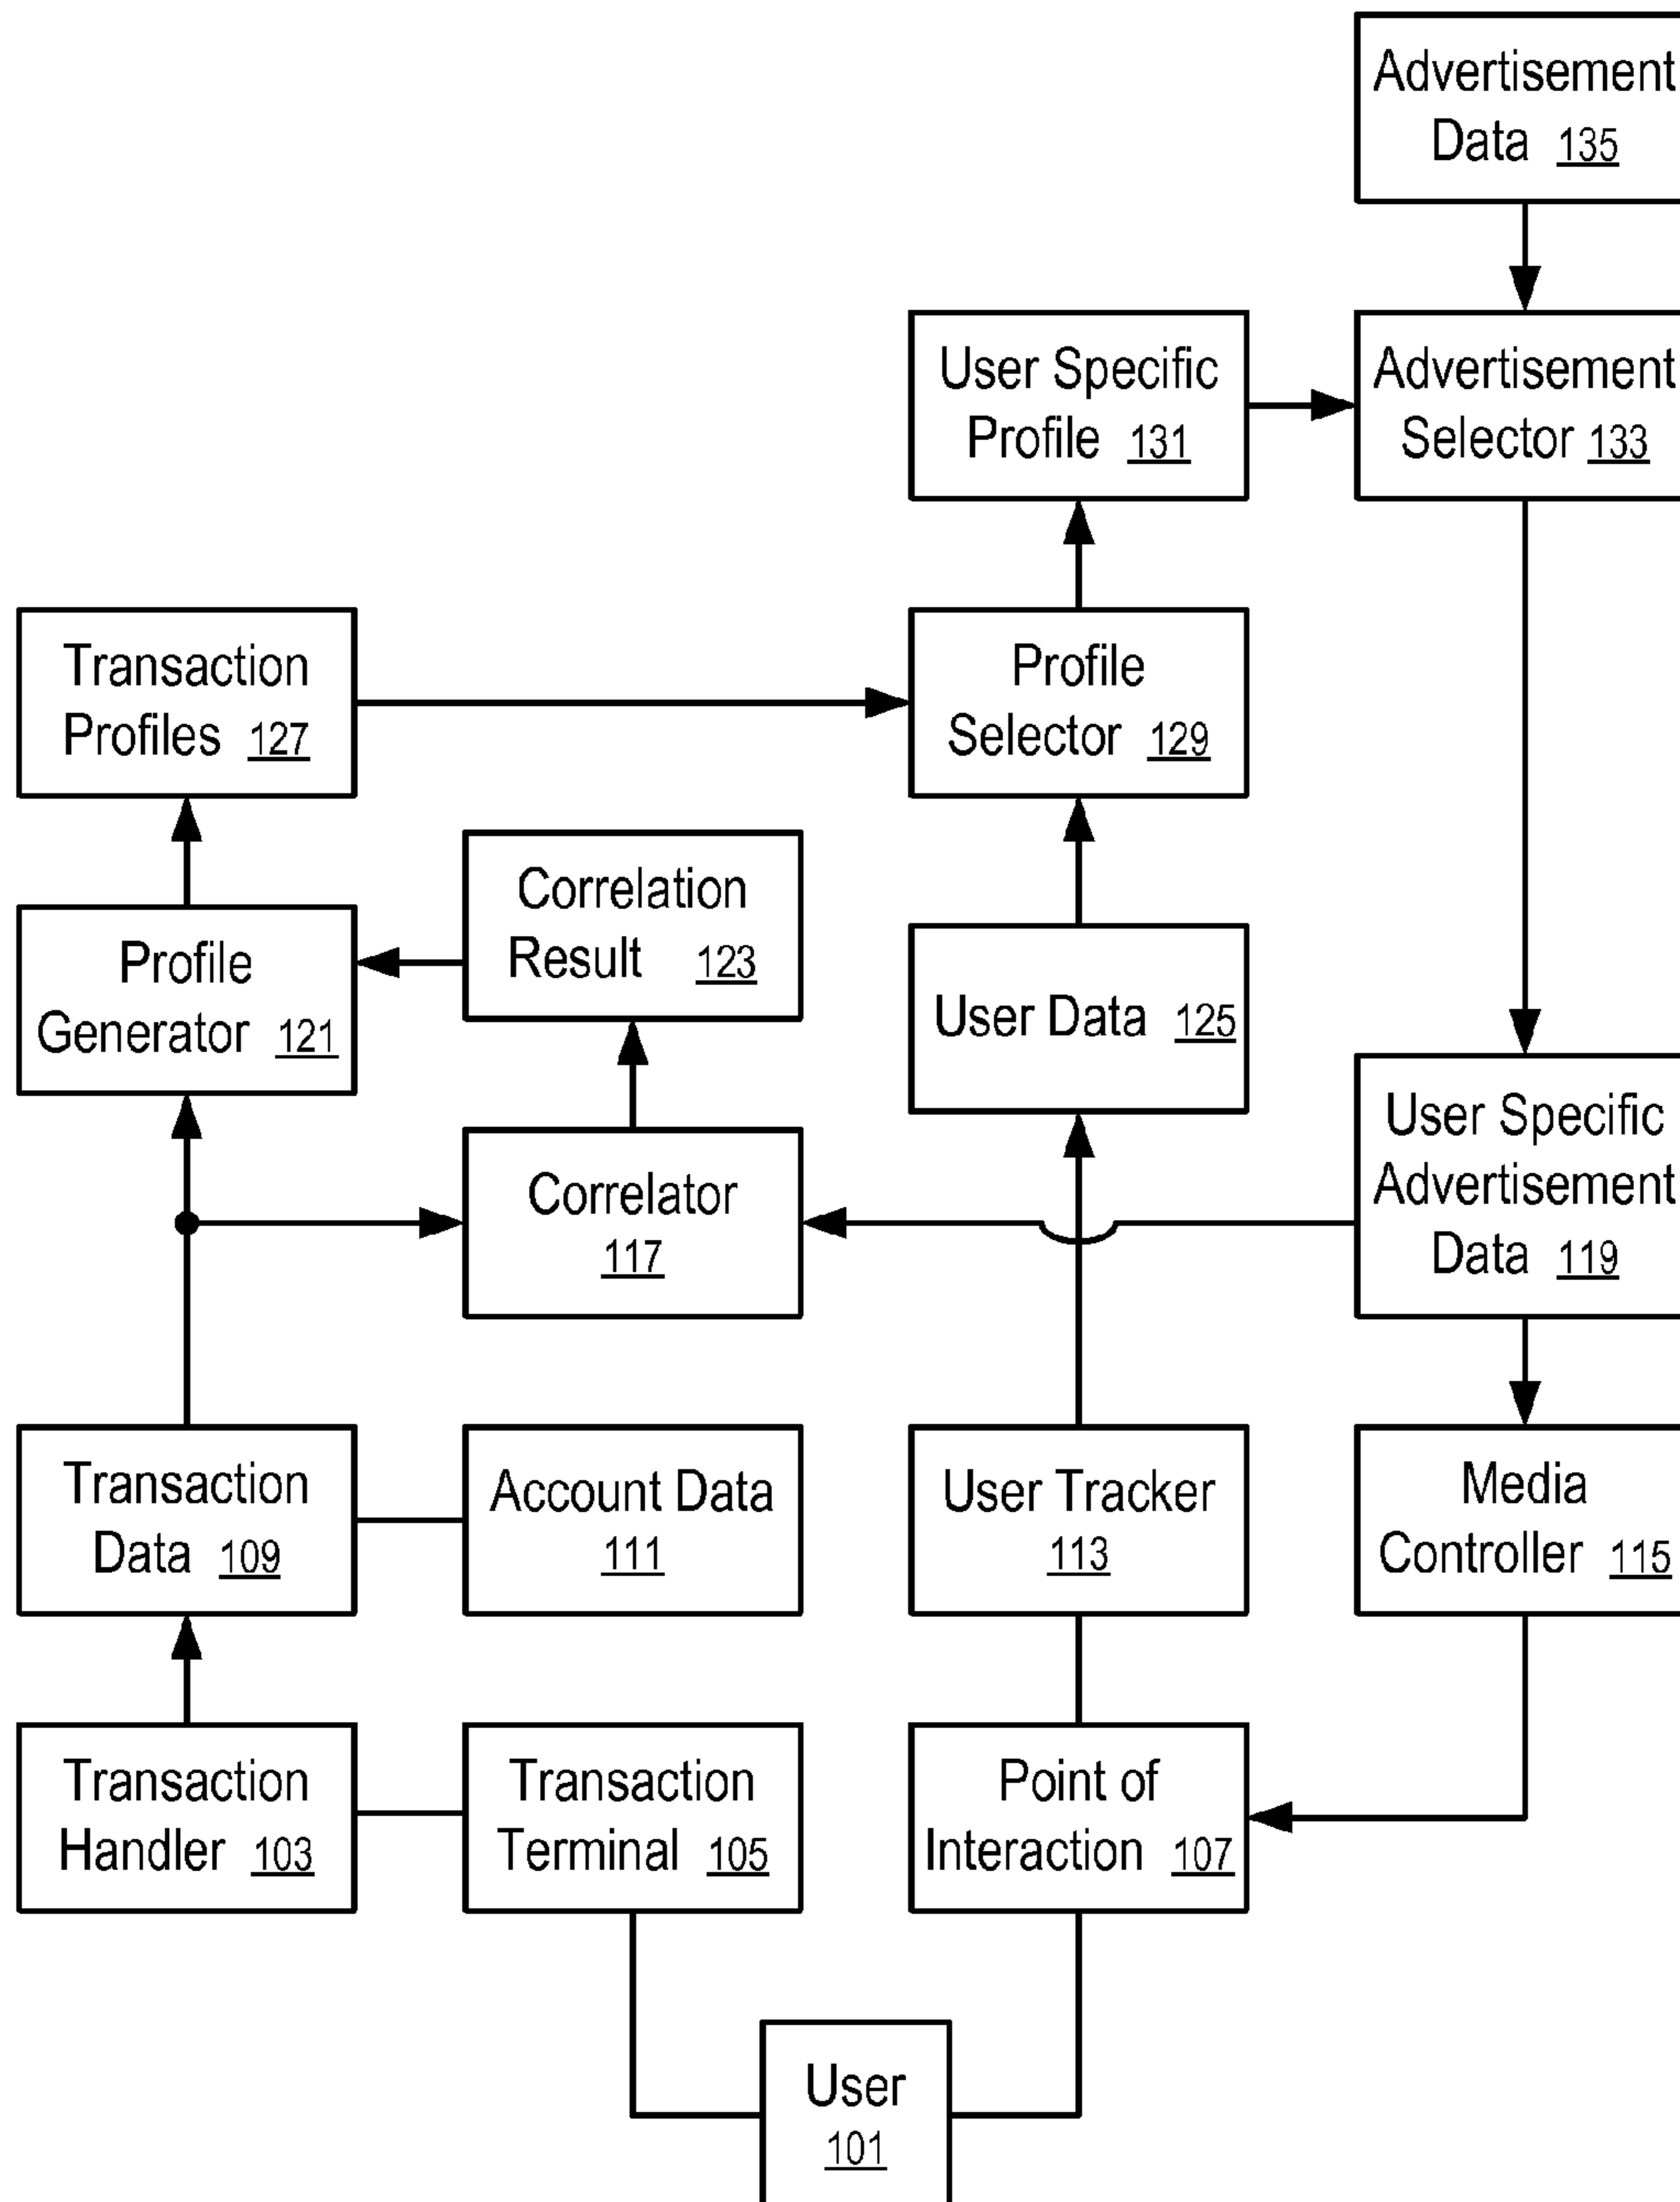 Advertisement
Data 135
User Specific
Profile 131
Advertisement
Selector 133
Transaction
Profiles 127
Profile
Selector 129
Correlation
Result 123
Profile
Generator 121
User Data 125
User Specific
Advertisement
Data 119
Correlator
117
Transaction
Data 109
Account Data
111
User Tracker
113
Media
Controller 115
Transaction
Handler 103
Transaction
Terminal 105
Point of
Interaction 107
User
101